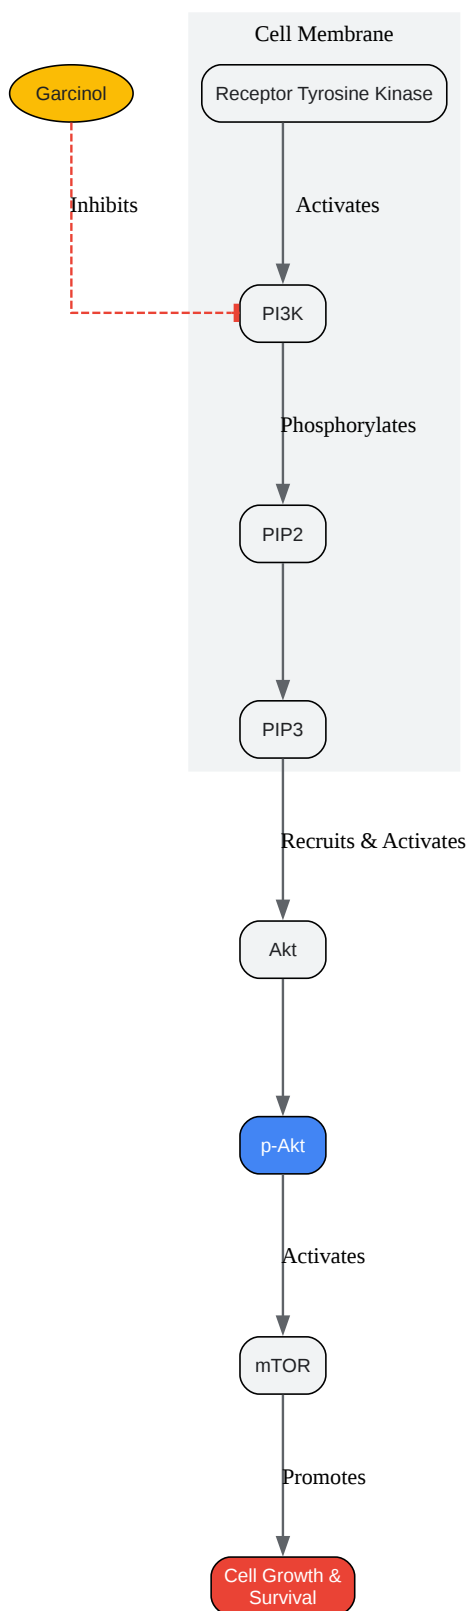 Cell Membrane
Garcinol
Receptor Tyrosine Kinase
Inhibits
Activates
PI3K
Phosphorylates
PIP2
PIP3
Recruits & Activates
Akt
p-Akt
Activates
mTOR
Promotes
Cell Growth &
Survival